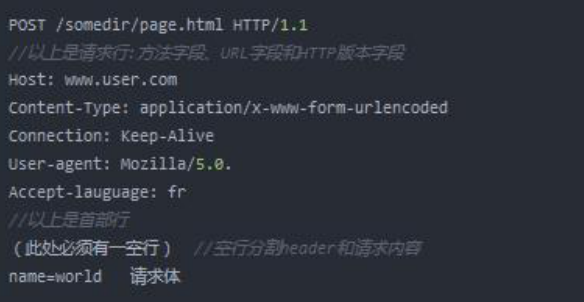 POST /somedir/page.html HTTP/1.1
//以上是请求行:方法字段、URL字段和HTTP版本字段
Host: www.user.com
Content-Type: application/x-www-form-urlencoded
Connection: Keep-Alive
User-agent: Mozilla/5.0.
Accept-lauguage: fr
//以上是首部行
（此处必须有一空行） //空行分割header和请求内容
name=world 请求体